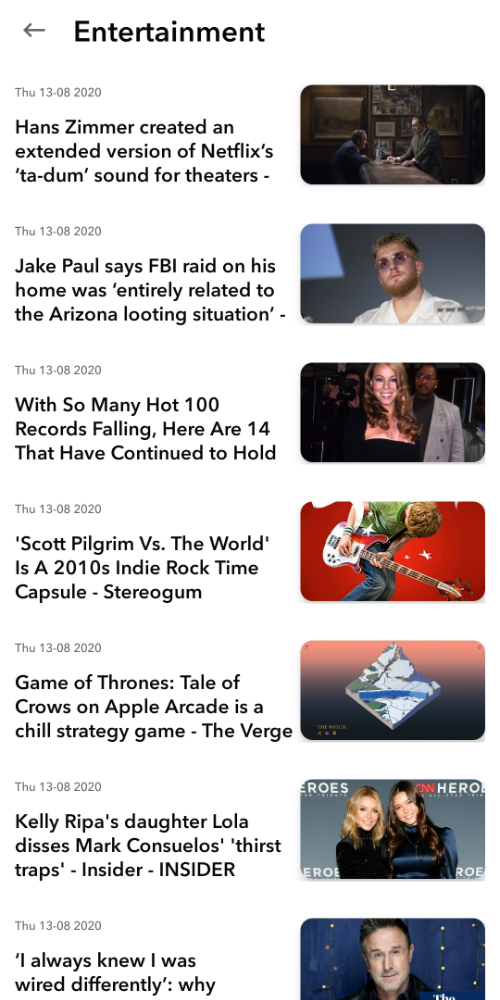 Entertainment
Thu 13-08 2020
Hans Zimmer created an
extended version of Netflix’s
‘ta-dum’ sound for theaters -
Thu 13-08 2020
Jake Paul says FBI raid on his
home was ‘entirely related to
the Arizona looting situation’ -
Thu 13-08 2020
With So Many Hot 100
Records Falling, Here Are 14
That Have Continued to Hold
Thu 13-08 2020
'Scott Pilgrim Vs. The World'
Is A 2010s Indie Rock Time
Capsule - Stereogum
Thu 13-08 2020
Game of Thrones: Tale of
Crows on Apple Arcade is a
chill strategy game - The Verge
THE WATCH
Thu 13-08 2020
Kelly Ripa's daughter Lola
disses Mark Consuelos' 'thirst
traps' - Insider - INSIDER
EROES
CNN HEROE
EROE
ROES
Thu 13-08 2020
‘I always knew I was
wired differently’: why
The